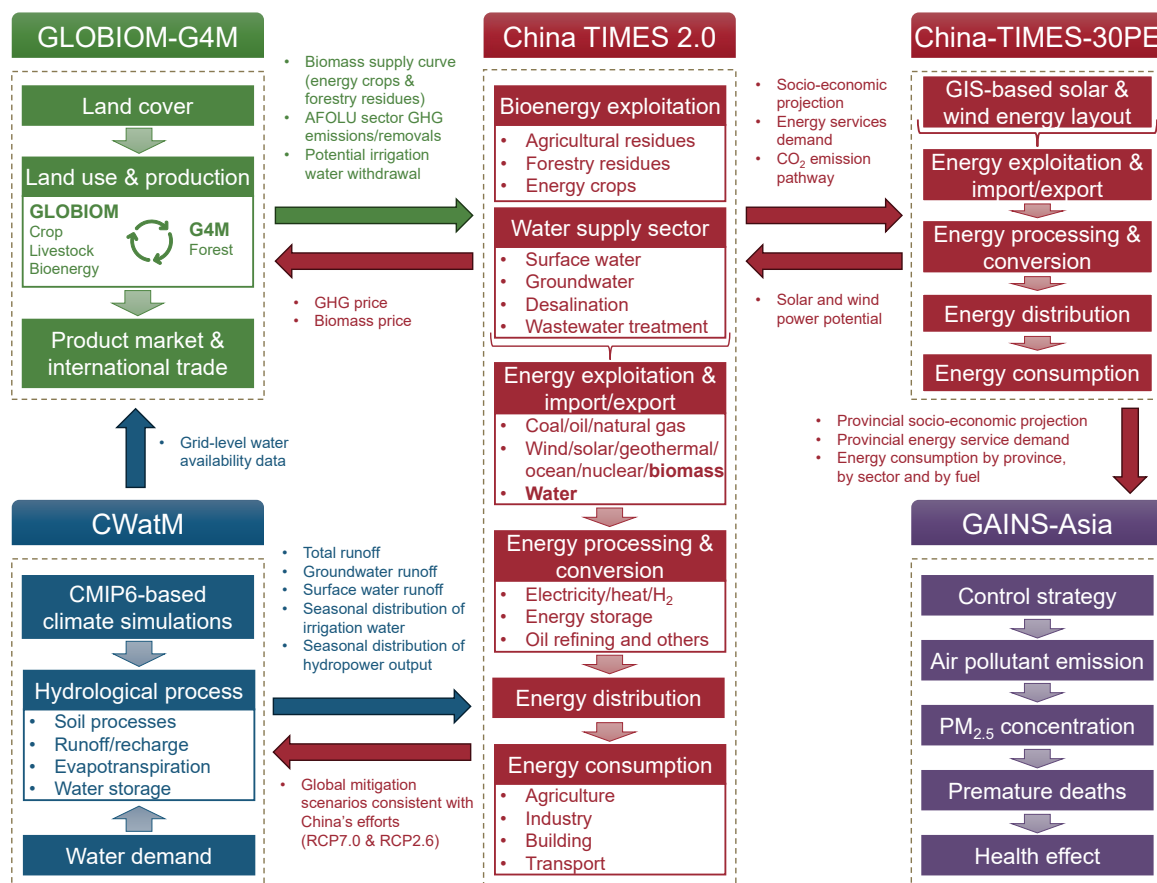 GLOBIOM-G4M
Land cover
Land use & production
GLOBIOM
Crop
Livestock
Bioenergy
G4M
Forest
Product market &
international trade
• Biomass supply curve
(energy crops &
forestry residues)
• AFOLU sector GHG
emissions/removals
• Potential irrigation
water withdrawal
• GHG price
• Biomass price
• Grid-level water
availability data
CWatM
CMIP6-based
climate simulations
Hydrological process
• Soil processes
• Runoff/recharge
• Evapotranspiration
• Water storage
Water demand
• Total runoff
• Groundwater runoff
• Surface water runoff
• Seasonal distribution of
irrigation water
• Seasonal distribution of
hydropower output
• Global mitigation
scenarios consistent with
China's efforts
(RCP7.0 & RCP2.6)
China TIMES 2.0
Bioenergy exploitation
• Agricultural residues
• Forestry residues
• Energy crops
Water supply sector
• Surface water
• Groundwater
• Desalination
• Wastewater treatment
Energy exploitation &
import/export
• Coal/oil/natural gas
• Wind/solar/geothermal/
ocean/nuclear/biomass
• Water
Energy processing &
conversion
• Electricity/heat/H₂
• Energy storage
• Oil refining and others
Energy distribution
Energy consumption
• Agriculture
• Industry
• Building
• Transport
• Socio-economic
projection
• Energy services
demand
• CO₂ emission
pathway
• Solar and wind
power potential
China-TIMES-30PE
GIS-based solar &
wind energy layout
Energy exploitation &
import/export
Energy processing &
conversion
Energy distribution
Energy consumption
• Provincial socio-economic projection
• Provincial energy service demand
• Energy consumption by province,
by sector and by fuel
GAINS-Asia
Control strategy
Air pollutant emission
PM₂.₅ concentration
Premature deaths
Health effect